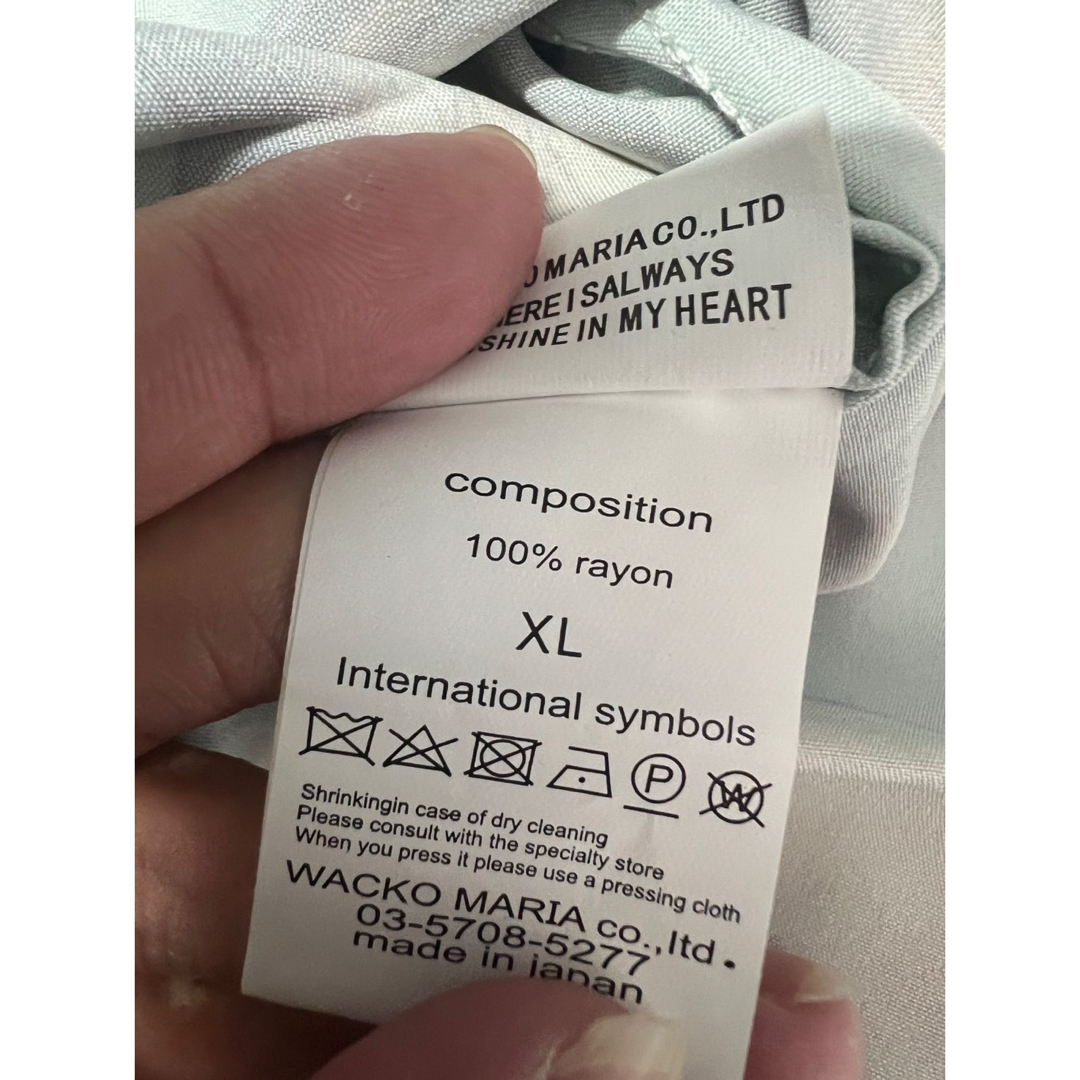 MARIA CO.,LTD
I SALWAYS
IN MY HEART
composition
100% rayon
XL
International symbols
P W
Shrinkingin case of dry cleaning
Please consult with the specialty store
When you press it please use a pressing cloth
WACKO MARIA co.,ltd.
03-5708-5277
made in japan